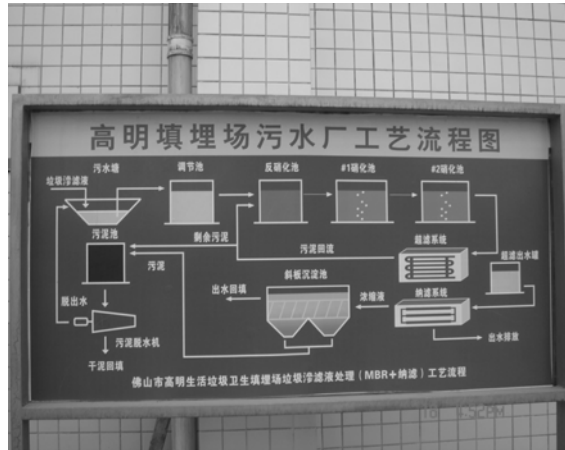 高明填埋场污水厂工艺流程图
污水塘
调节池
反硝化池
#1硝化池
#2硝化池
垃圾渗滤液
污泥池
剩余污泥
污泥回流
超滤系统
超滤出水罐
污泥
斜板沉淀池
出水回填
浓缩液
纳滤系统
脱出水
污泥脱水机
出水排放
干泥回填
佛山市高明生活垃圾卫生填埋场垃圾渗滤液处理（MBR+纳滤）工艺流程